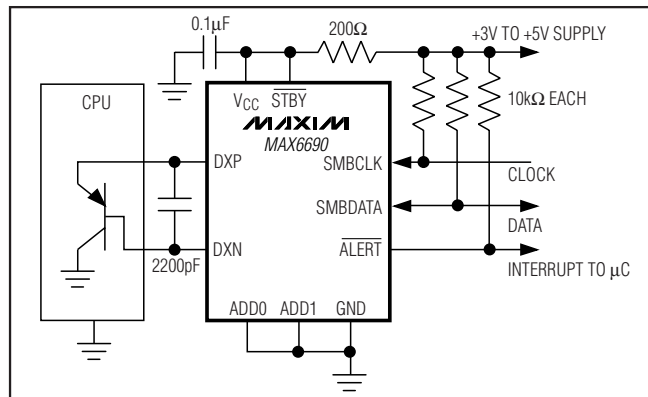 0.1μF
200Ω
+3V TO +5V SUPPLY
CPU
VCC
STBY
10kΩ EACH
MAXIM
MAX6690
DXP
SMBCLK
CLOCK
SMBDATA
DATA
DXN
2200pF
ALERT
INTERRUPT TO μC
ADD0 ADD1 GND